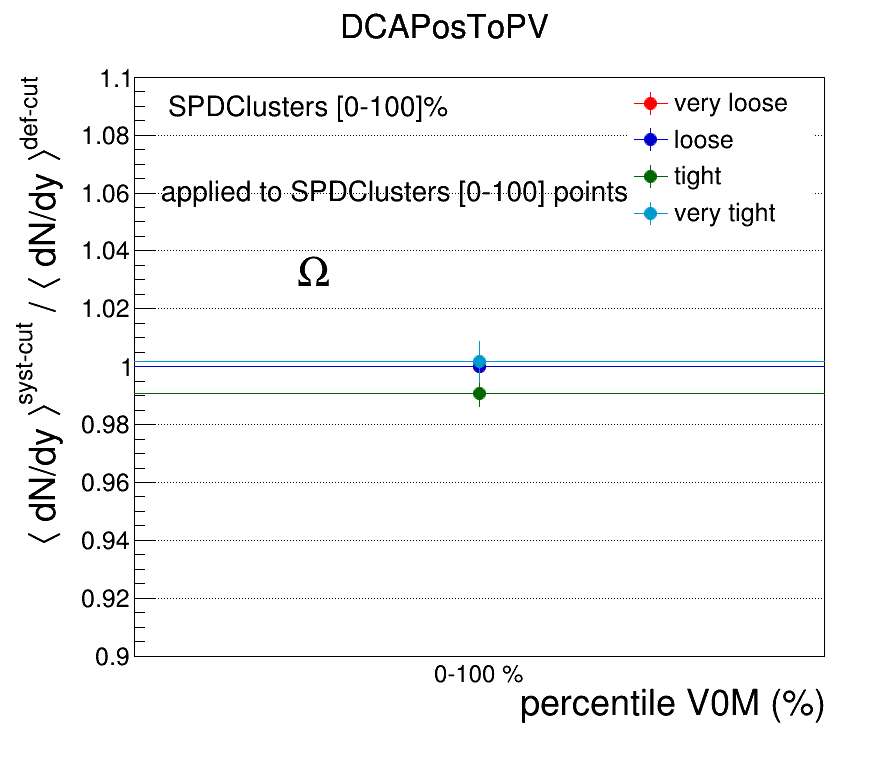 DCAPosToPV
⟨ dN/dy ⟩^syst-cut / ⟨ dN/dy ⟩^def-cut
1.1
1.08
1.06
1.04
1.02
1
0.98
0.96
0.94
0.92
0.9
SPDClusters [0-100]%
applied to SPDClusters [0-100] points
Ω
very loose
loose
tight
very tight
0-100 %
percentile V0M (%)